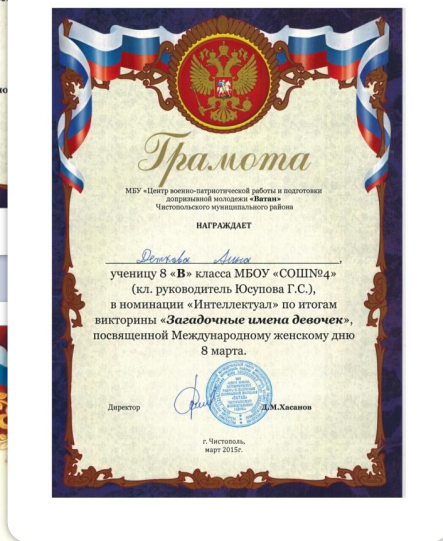 Грамота
МБУ «Центр военно-патриотической работы и подготовки
допризывной молодежи «Ватан»
Чистопольского муниципального района
НАГРАЖДАЕТ
Анна,
ученицу 8 «В» класса МБОУ «СОШ№4»
(кл. руководитель Юсупова Г.С.),
в номинации «Интеллектуал» по итогам
викторины «Загадочные имена девочек»,
посвященной Международному женскому дню
8 марта.
Директор Д.М.Хасанов
г. Чистополь,
март 2015г.